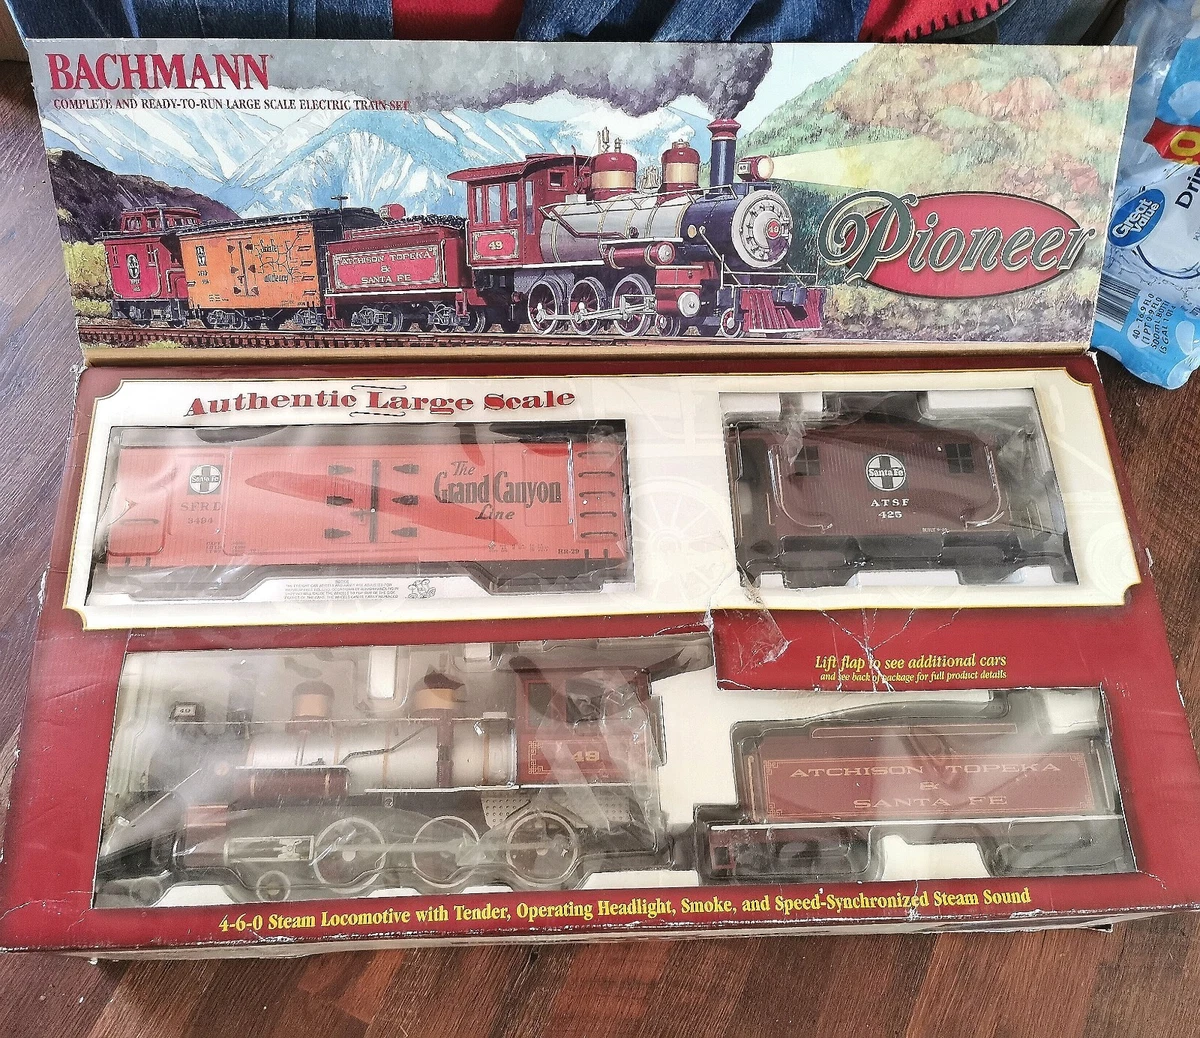 BACHMANN
COMPLETE AND READY-TO-RUN LARGE SCALE ELECTRIC TRAIN SET
Pioneer
49
49
ATCHISON TOPEKA
&
SANTA FE
Great Value
Authentic Large Scale
Santa Fe
S.F.R.D.
3494
The
Grand Canyon
Line
RR-29
Santa Fe
ATSF
425
Lift flap to see additional cars
and see back of package for full product details
49
49
ATCHISON TOPEKA
&
SANTA FE
4-6-0 Steam Locomotive with Tender, Operating Headlight, Smoke, and Speed-Synchronized Steam Sound